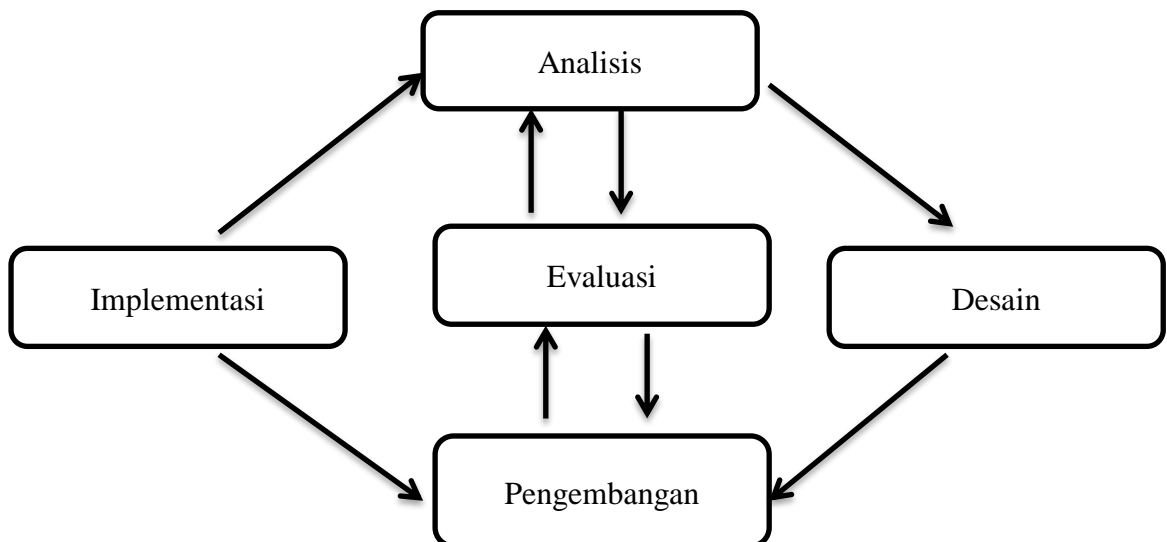 Analisis
Implementasi
Evaluasi
Desain
Pengembangan